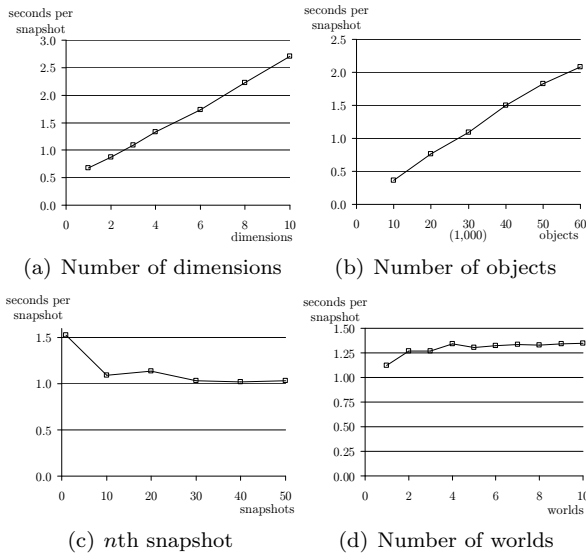 seconds per
snapshot
3.0
2.5
2.0
1.5
1.0
0.5
0.0
0 2 4 6 8 10
dimensions
(a) Number of dimensions
seconds per
snapshot
2.5
2.0
1.5
1.0
0.5
0.0
0 10 20 30 40 50 60
(1,000) objects
(b) Number of objects
seconds per
snapshot
1.5
1.0
0.5
0.0
0 10 20 30 40 50
snapshots
(c) nth snapshot
seconds per
snapshot
1.50
1.25
1.00
0.75
0.50
0.25
0.00
0 2 4 6 8 10
worlds
(d) Number of worlds